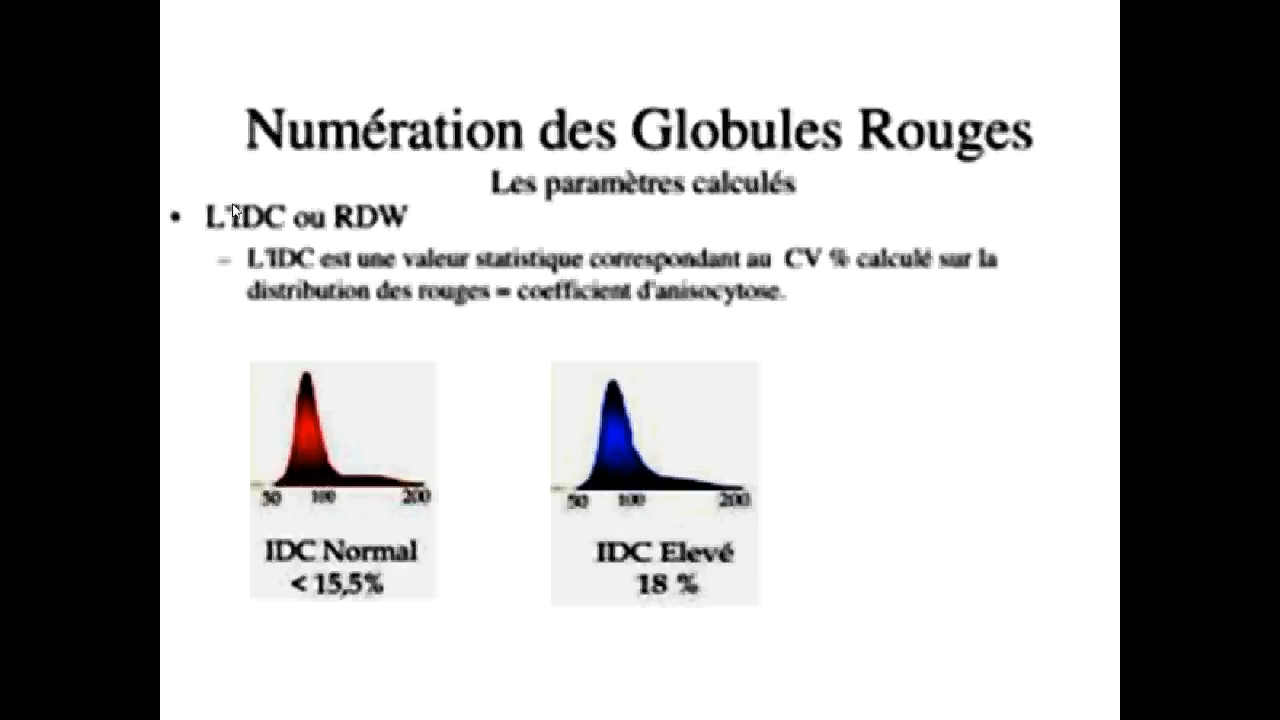 Numération des Globules Rouges
Les paramètres calculés
• L'IDC ou RDW
– L'IDC est une valeur statistique correspondant au CV % calculé sur la
distribution des rouges = coefficient d'anisocytose.
50 100 200
50 100 200
IDC Normal
< 15,5%
IDC Elevé
18 %